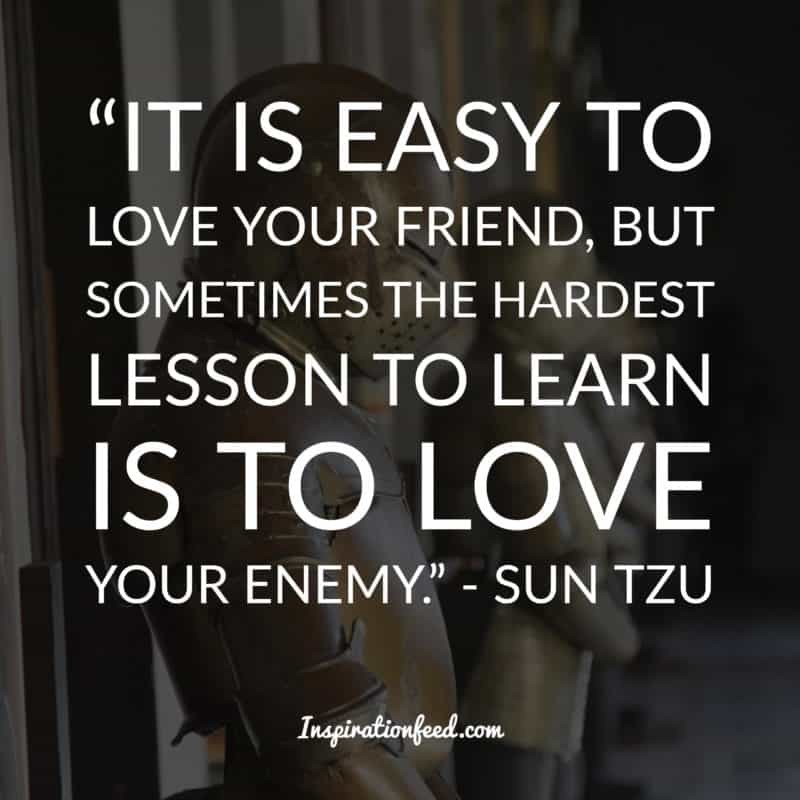 “IT IS EASY TO
LOVE YOUR FRIEND, BUT
SOMETIMES THE HARDEST
LESSON TO LEARN
IS TO LOVE
YOUR ENEMY.” - SUN TZU
Inspirationfeed.com